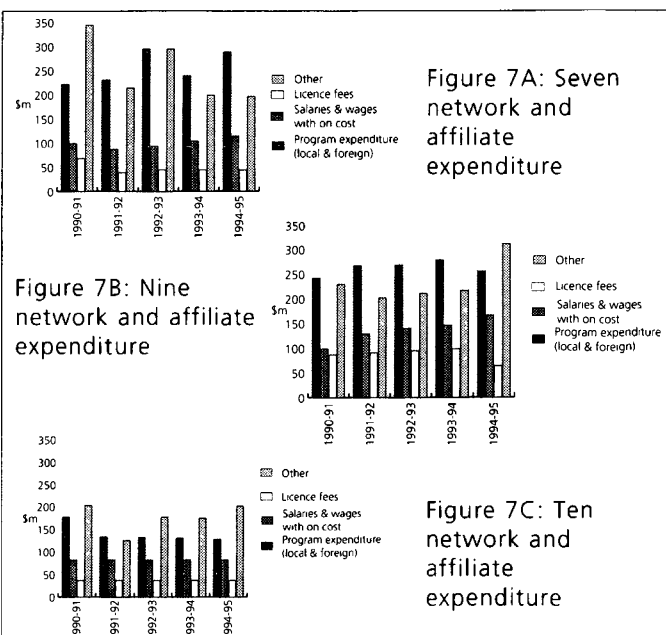 350
300
250
$m 200
150
100
50
0
1990-91
1991-92
1992-93
1993-94
1994-95
Other
Licence fees
Salaries & wages
with on cost
Program expenditure
(local & foreign)
Figure 7A: Seven
network and
affiliate
expenditure
Figure 7B: Nine
network and affiliate
expenditure
350
300
250
$m 200
150
100
50
0
1990-91
1991-92
1992-93
1993-94
1994-95
Other
Licence fees
Salaries & wages
with on cost
Program expenditure
(local & foreign)
350
300
250
200
$m
150
100
50
0
990-91
991-92
992-93
993-94
994-95
Other
Licence fees
Salaries & wages
with on cost
Program expenditure
(local & foreign)
Figure 7C: Ten
network and
affiliate
expenditure